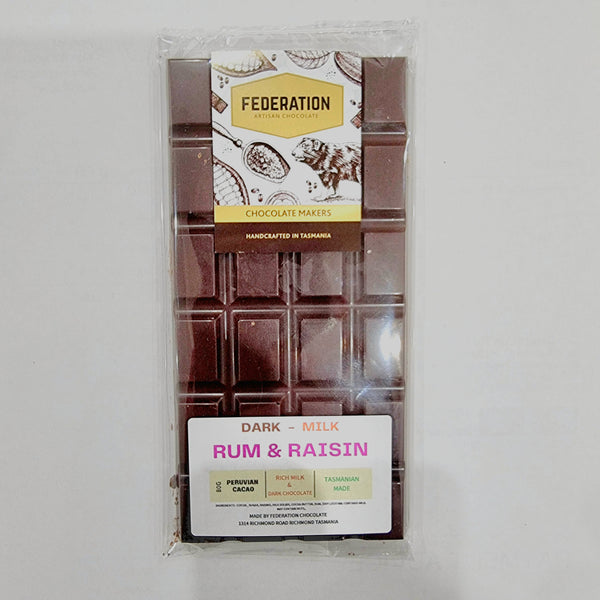 FEDERATION
ARTISAN CHOCOLATE
CHOCOLATE MAKERS
HANDCRAFTED IN TASMANIA
DARK - MILK
RUM & RAISIN
80G
PERUVIAN
CACAO
RICH MILK
&
DARK CHOCOLATE
TASMANIAN
MADE
MADE BY FEDERATION CHOCOLATE
1314 RICHMOND ROAD RICHMOND TASMANIA